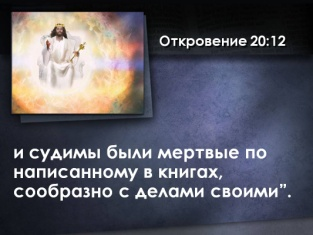 Откровение 20:12
и судимы были мертвые по
написанному в книгах,
сообразно с делами своими”.